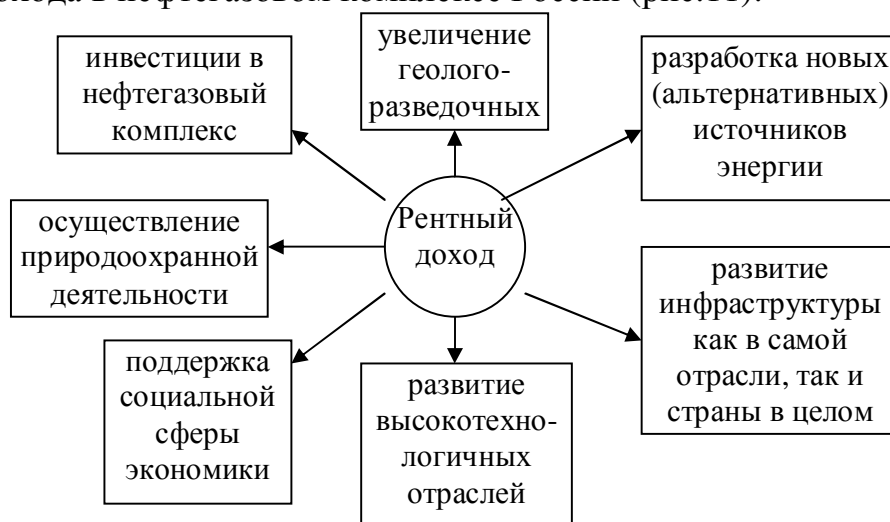 в нефтегазовом комплексе России (рис.11).
инвестиции в
нефтегазовый
комплекс
увеличение
геолого-
разведочных
разработка новых
(альтернативных)
источников
энергии
осуществление
природоохранной
деятельности
Рентный
доход
развитие
инфраструктуры
как в самой
отрасли, так и
страны в целом
поддержка
социальной
сферы
экономики
развитие
высокотехно-
логичных
отраслей